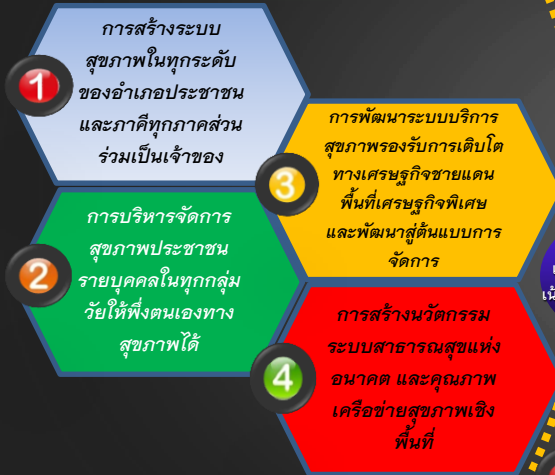 1
การสร้างระบบ
สุขภาพในทุกระดับ
ของอำเภอประชาชน
และภาคีทุกภาคส่วน
ร่วมเป็นเจ้าของ
2
การบริหารจัดการ
สุขภาพประชาชน
รายบุคคลในทุกกลุ่ม
วัยให้พึ่งตนเองทาง
สุขภาพได้
3
การพัฒนาระบบบริการ
สุขภาพรองรับการเติบโต
ทางเศรษฐกิจชายแดน
พื้นที่เศรษฐกิจพิเศษ
และพัฒนาสู่ต้นแบบการ
จัดการ
4
การสร้างนวัตกรรม
ระบบสาธารณสุขแห่ง
อนาคต และคุณภาพ
เครือข่ายสุขภาพเชิง
พื้นที่